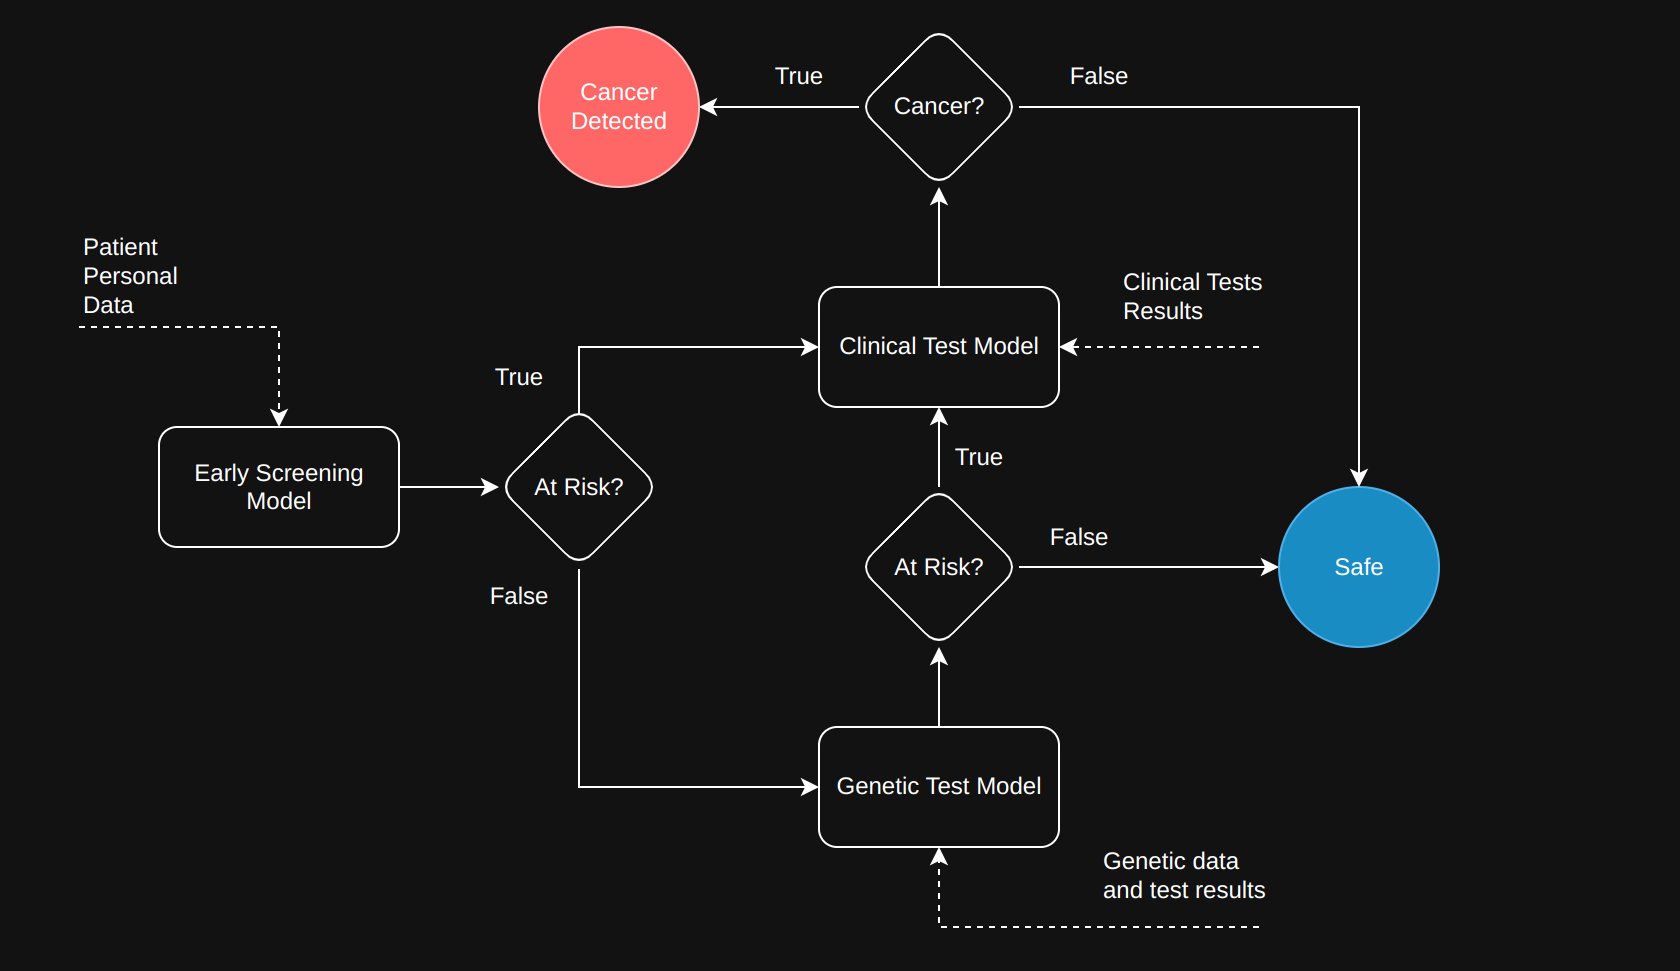 Cancer
Detected
True
Cancer?
False
Patient
Personal
Data
Clinical Tests
Results
True
Clinical Test Model
Early Screening
Model
At Risk?
True
False
False
At Risk?
Safe
Genetic Test Model
Genetic data
and test results